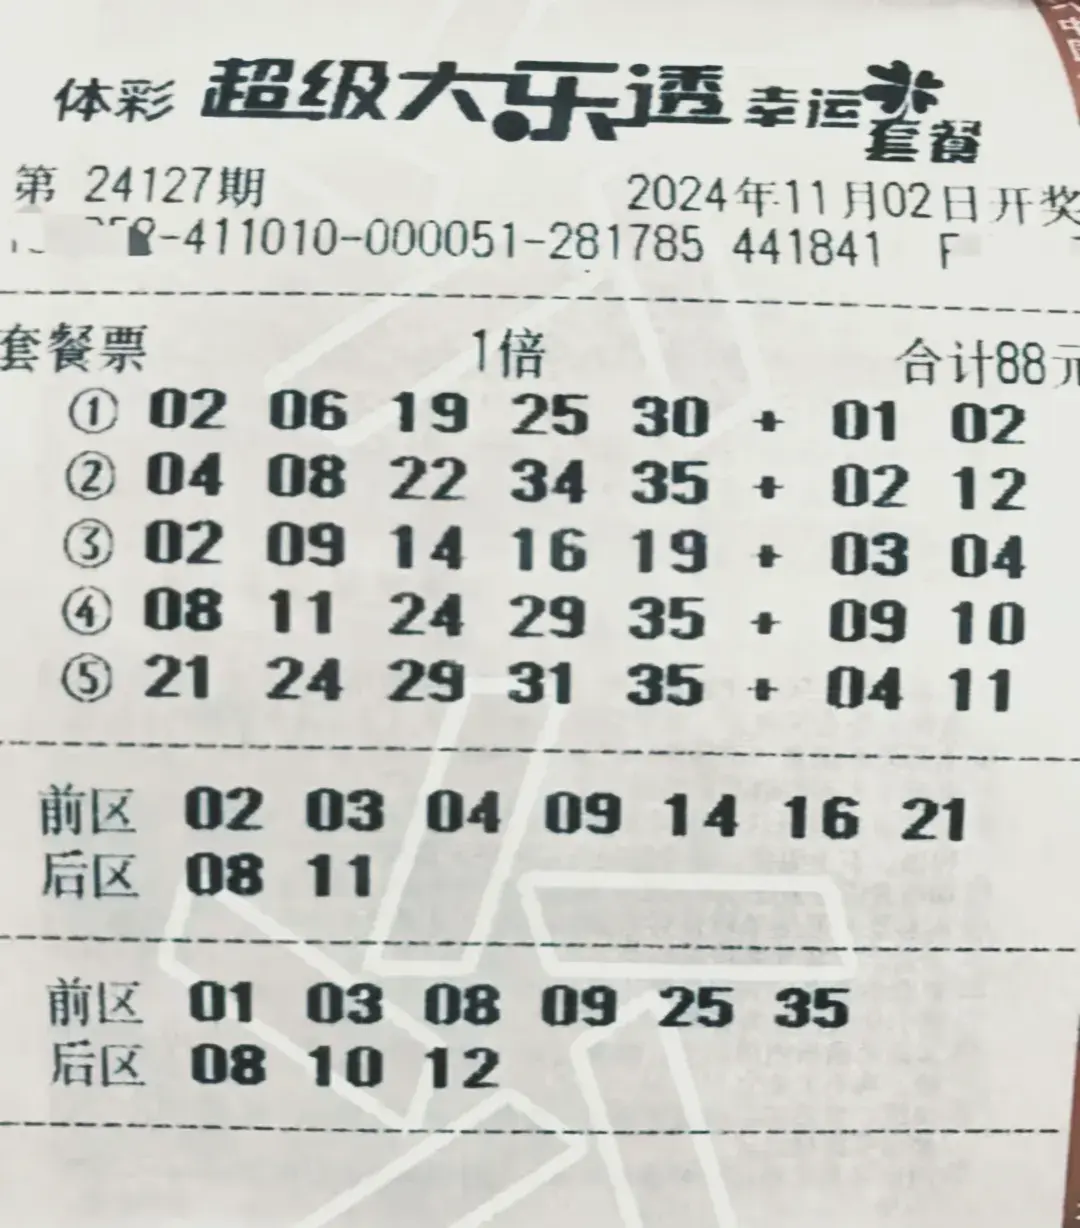 体彩 超级大乐透 幸运套餐
第 24127期 2024年11月02日开奖
-411010-000051-281785 441841
套餐票 1倍 合计88元
① 02 06 19 25 30 + 01 02
② 04 08 22 34 35 + 02 12
③ 02 09 14 16 19 + 03 04
④ 08 11 24 29 35 + 09 10
⑤ 21 24 29 31 35 + 04 11
前区 02 03 04 09 14 16 21
后区 08 11
前区 01 03 08 09 25 35
后区 08 10 12